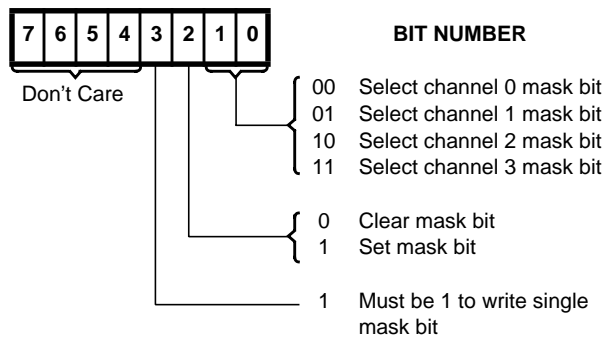 7 6 5 4 3 2 1 0 BIT NUMBER
Don't Care
00 Select channel 0 mask bit
01 Select channel 1 mask bit
10 Select channel 2 mask bit
11 Select channel 3 mask bit
0 Clear mask bit
1 Set mask bit
1 Must be 1 to write single
mask bit